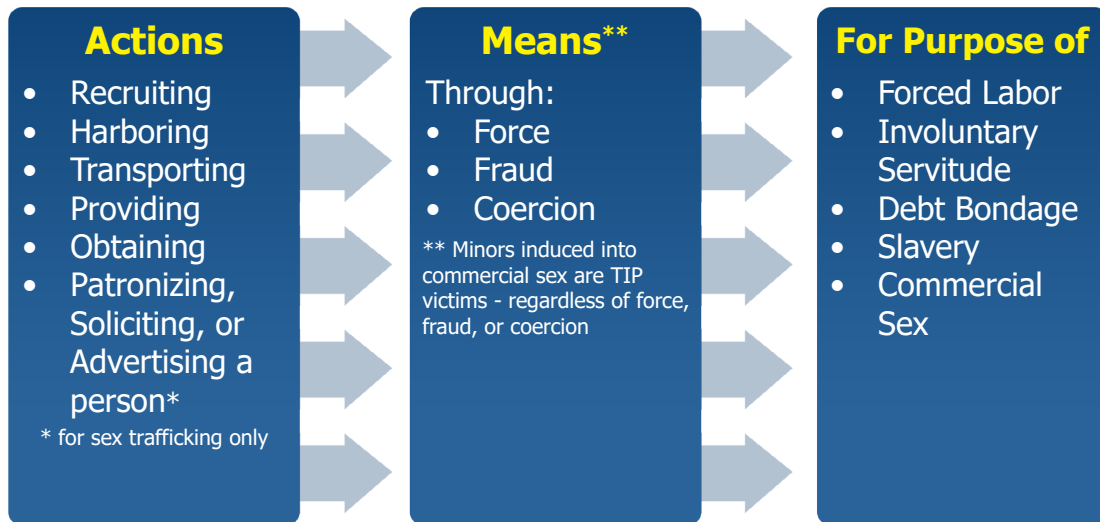 Actions
• Recruiting
• Harboring
• Transporting
• Providing
• Obtaining
• Patronizing,
Soliciting, or
Advertising a
person*
* for sex trafficking only
Means**
Through:
• Force
• Fraud
• Coercion
** Minors induced into
commercial sex are TIP
victims - regardless of force,
fraud, or coercion
For Purpose of
• Forced Labor
• Involuntary
Servitude
• Debt Bondage
• Slavery
• Commercial
Sex